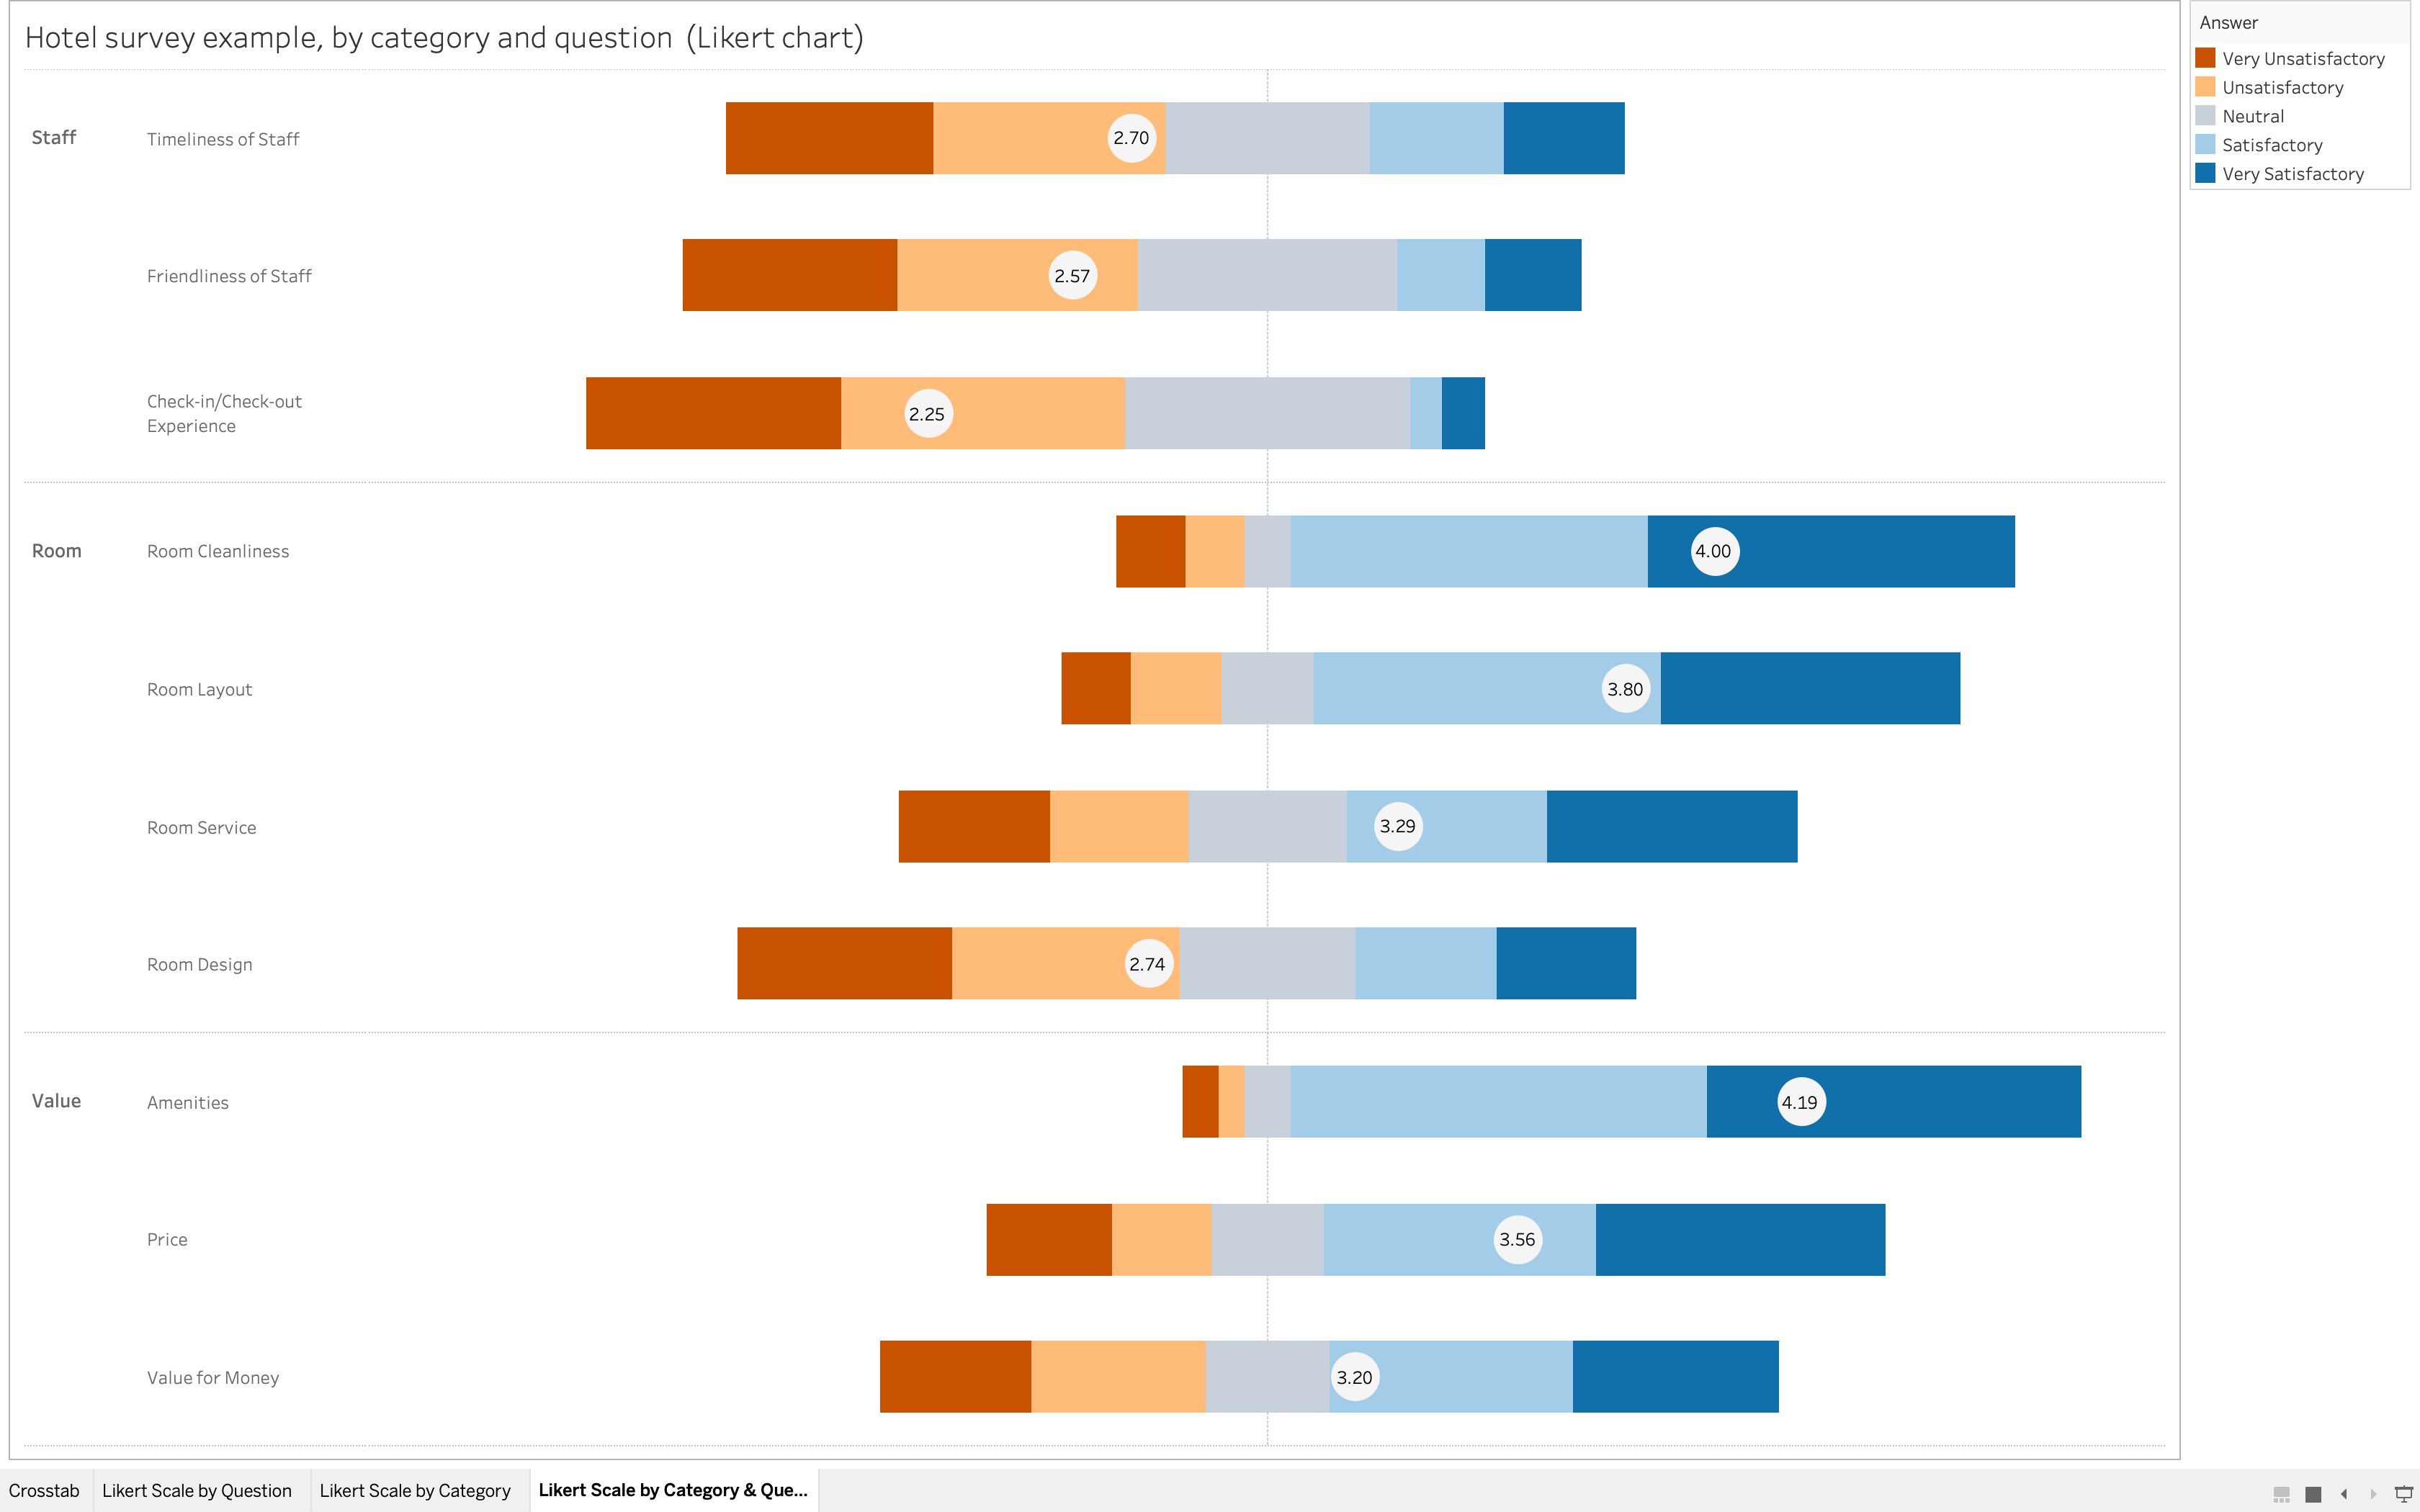 Hotel survey example, by category and question (Likert chart)
Answer
Very Unsatisfactory
Unsatisfactory
Neutral
Satisfactory
Very Satisfactory
Staff
Timeliness of Staff
2.70
Friendliness of Staff
2.57
Check-in/Check-out
Experience
2.25
Room
Room Cleanliness
4.00
Room Layout
3.80
Room Service
3.29
Room Design
2.74
Value
Amenities
4.19
Price
3.56
Value for Money
3.20
Crosstab
Likert Scale by Question
Likert Scale by Category
Likert Scale by Category & Que...